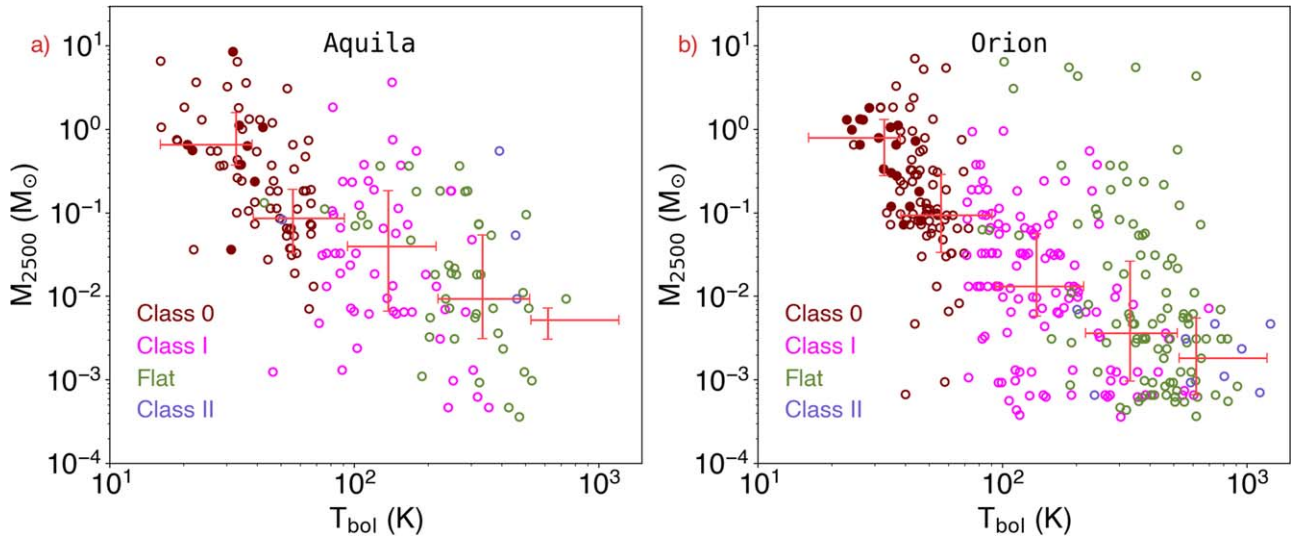 a)
Aquila
M₂₅₀₀ (M☉)
10¹
10⁰
10⁻¹
10⁻²
10⁻³
10⁻⁴
Class 0
Class I
Flat
Class II
10¹
10²
10³
T_bol (K)
b)
Orion
M₂₅₀₀ (M☉)
10¹
10⁰
10⁻¹
10⁻²
10⁻³
10⁻⁴
Class 0
Class I
Flat
Class II
10¹
10²
10³
T_bol (K)